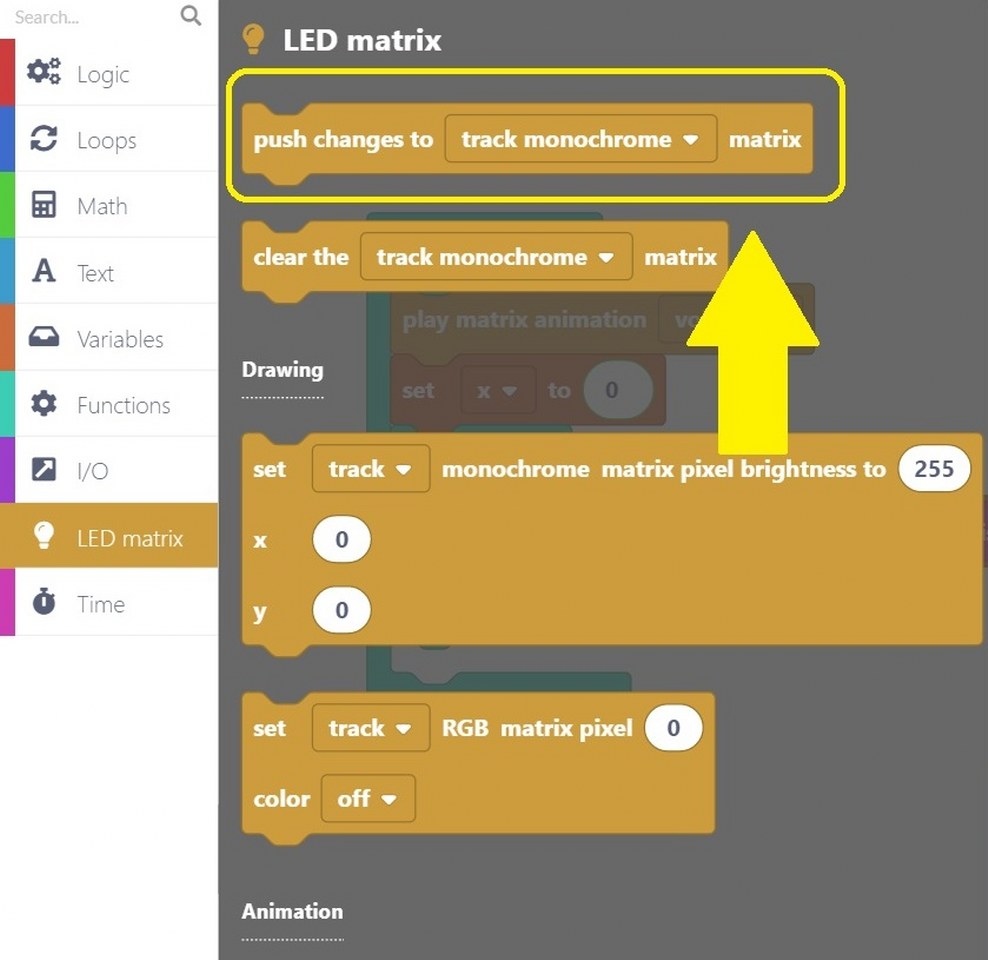 Search...
Logic
Loops
Math
Text
Variables
Functions
I/O
LED matrix
Time
LED matrix
push changes to track monochrome matrix
clear the track monochrome matrix
play matrix animation
set x to 0
Drawing
set track monochrome matrix pixel brightness to 255
x 0
y 0
set track RGB matrix pixel 0
color off
Animation